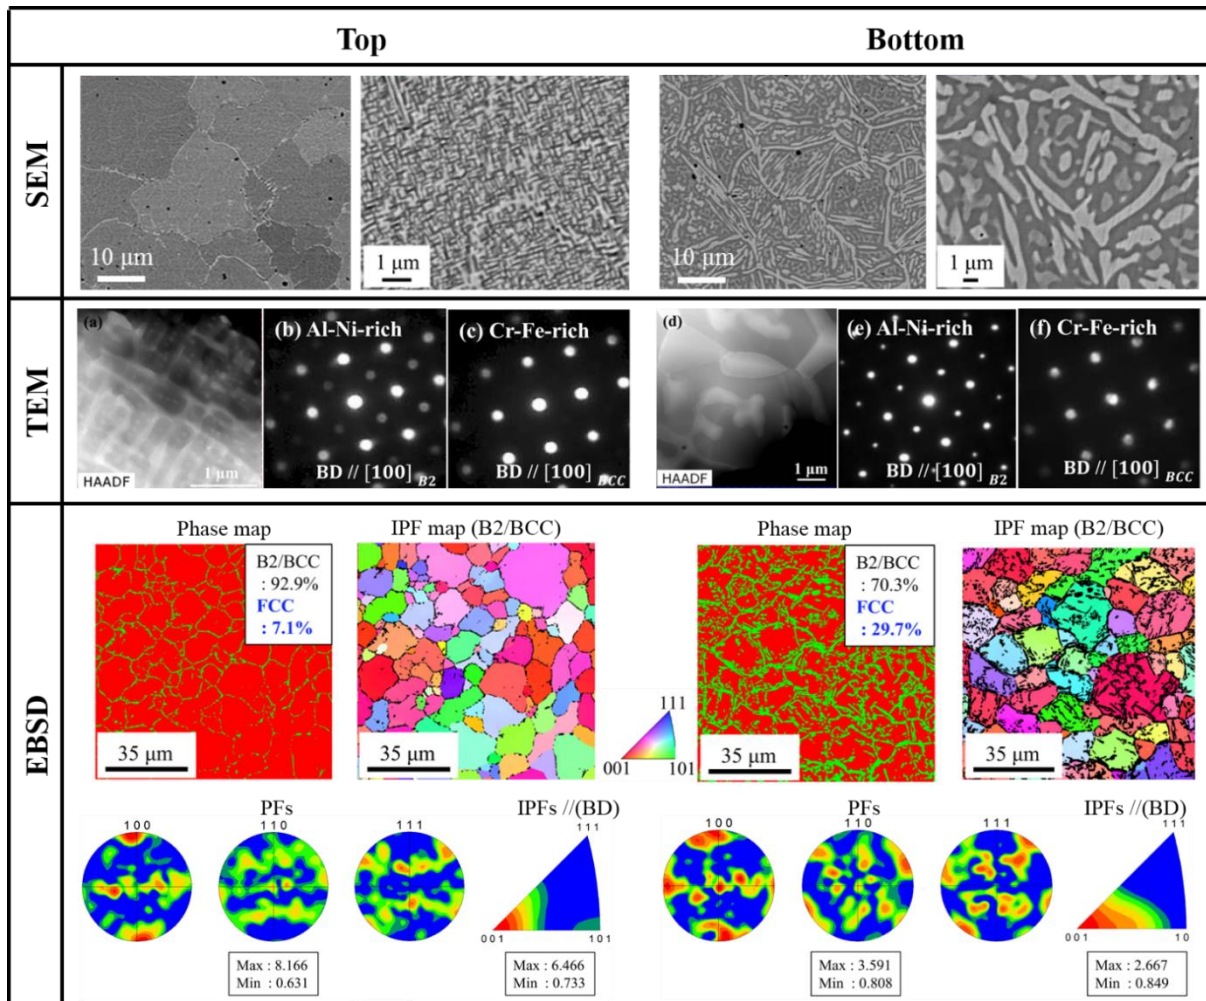 Top
Bottom
SEM
10 μm
1 μm
10 μm
1 μm
TEM
(a)
HAADF
1 μm
(b) Al-Ni-rich
BD // [100] B2
(c) Cr-Fe-rich
BD // [100] BCC
(d)
HAADF
1 μm
(e) Al-Ni-rich
BD // [100] B2
(f) Cr-Fe-rich
BD // [100] BCC
EBSD
Phase map
B2/BCC
: 92.9%
FCC
: 7.1%
35 μm
IPF map (B2/BCC)
35 μm
111
001
101
Phase map
B2/BCC
: 70.3%
FCC
: 29.7%
35 μm
IPF map (B2/BCC)
35 μm
PFs
IPFs //(BD)
100
110
111
111
001
101
Max : 8.166
Min : 0.631
Max : 6.466
Min : 0.733
PFs
IPFs //(BD)
100
110
111
111
001
10
Max : 3.591
Min : 0.808
Max : 2.667
Min : 0.849